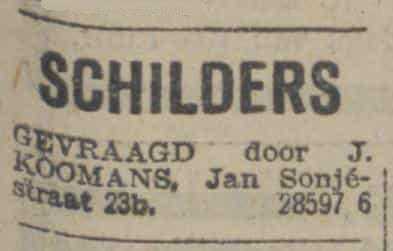 SCHILDERS
GEVRAAGD door J.
KOOMANS, Jan Sonjé-
straat 23b. 28597 6